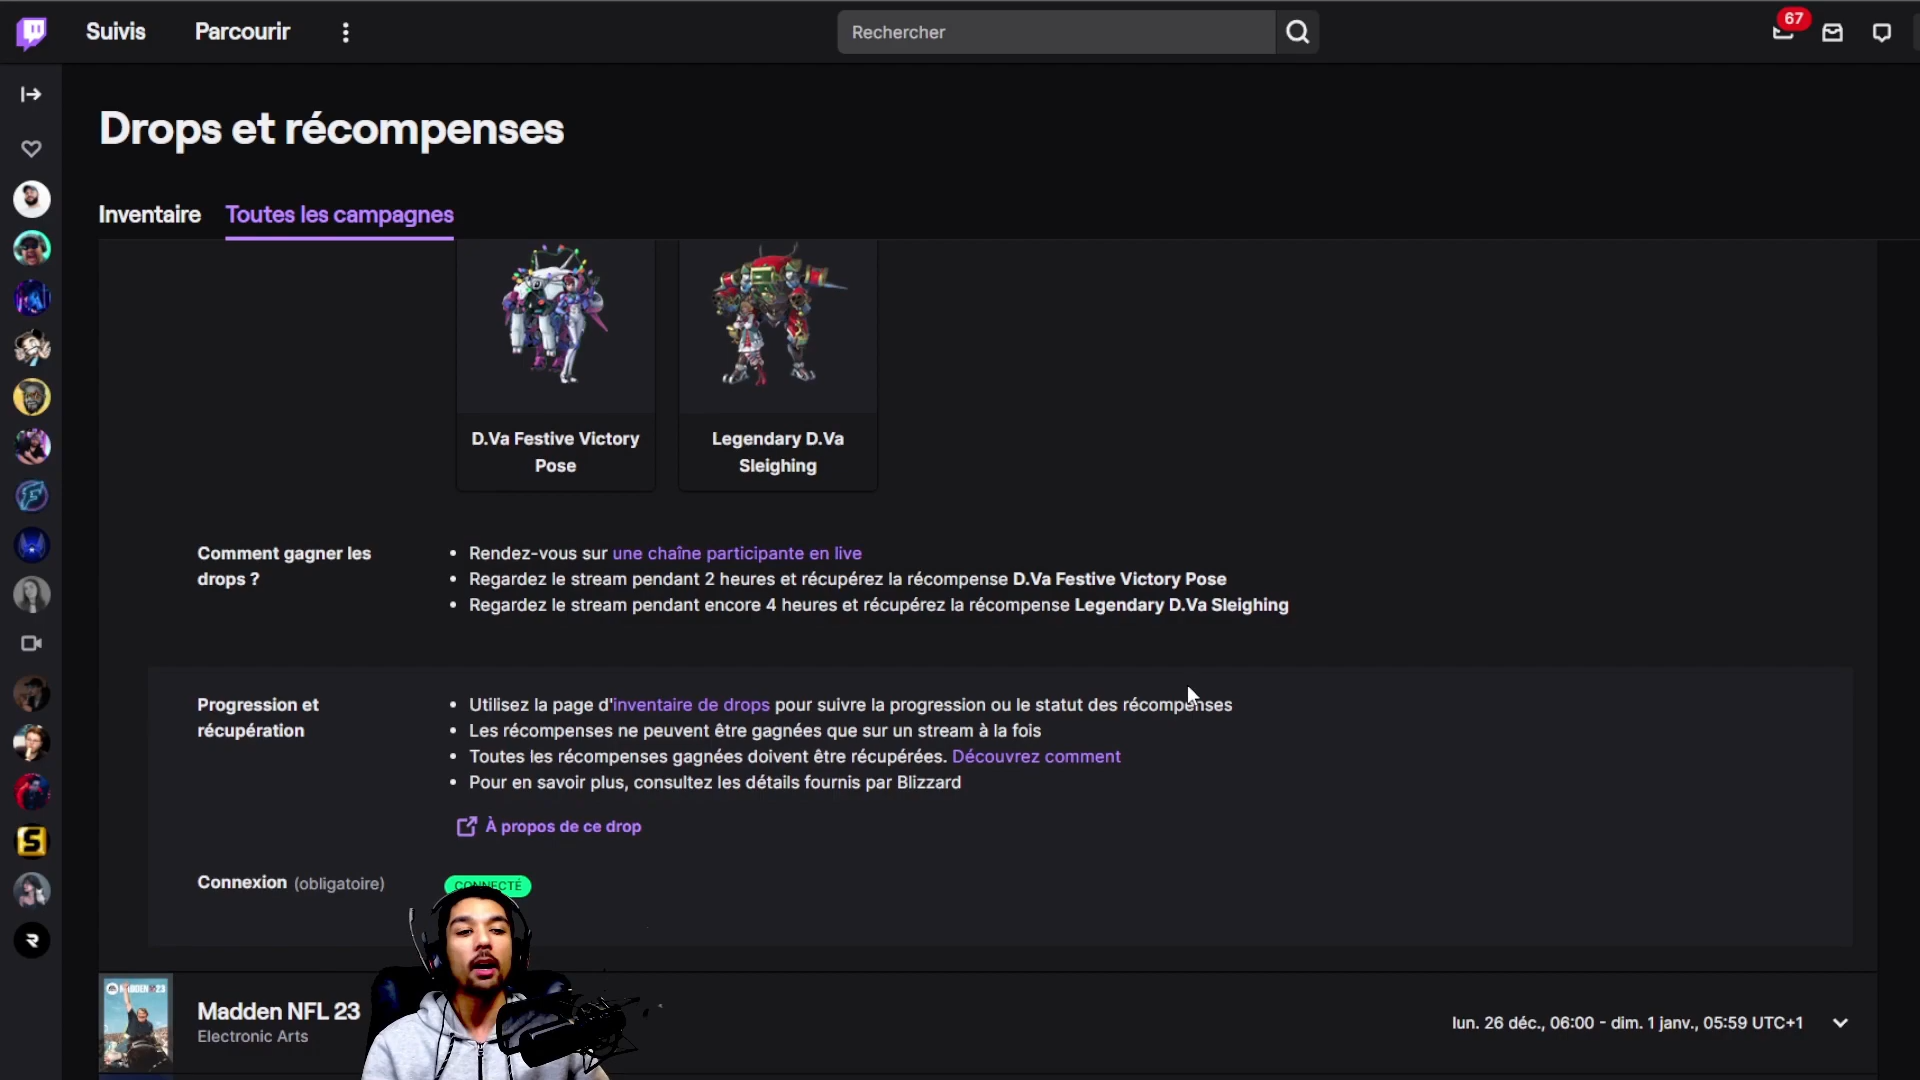 Suivis
Parcourir
Rechercher
67
Drops et récompenses
Inventaire
Toutes les campagnes
D.Va Festive Victory
Pose
Legendary D.Va
Sleighing
Comment gagner les
drops ?
Rendez-vous sur une chaîne participante en live
Regardez le stream pendant 2 heures et récupérez la récompense D.Va Festive Victory Pose
Regardez le stream pendant encore 4 heures et récupérez la récompense Legendary D.Va Sleighing
Progression et
récupération
Utilisez la page d'inventaire de drops pour suivre la progression ou le statut des récompenses
Les récompenses ne peuvent être gagnées que sur un stream à la fois
Toutes les récompenses gagnées doivent être récupérées. Découvrez comment
Pour en savoir plus, consultez les détails fournis par Blizzard
À propos de ce drop
Connexion (obligatoire)
CONNECTÉ
Madden NFL 23
Electronic Arts
lun. 26 déc., 06:00 - dim. 1 janv., 05:59 UTC+1